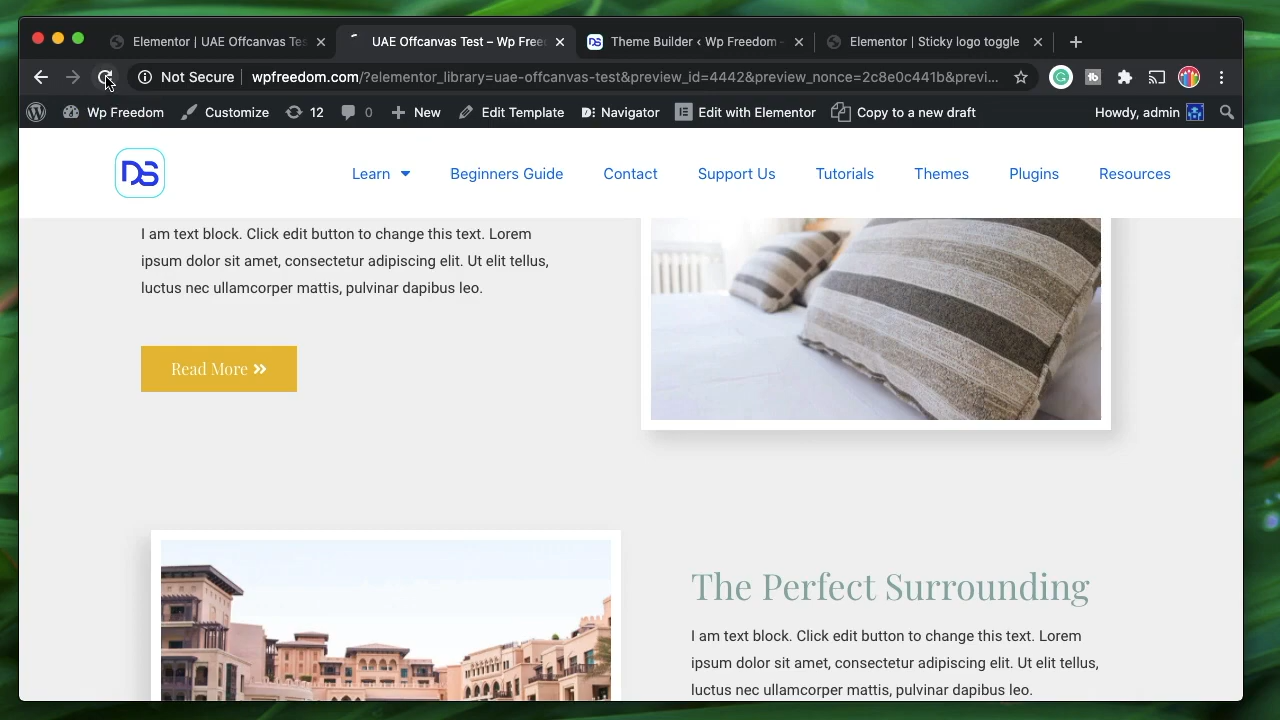 Elementor | UAE Offcanvas Tes
UAE Offcanvas Test – Wp Free
Theme Builder ‹ Wp Freedom -
Elementor | Sticky logo toggle
Not Secure
wpfreedom.com/?elementor_library=uae-offcanvas-test&preview_id=4442&preview_nonce=2c8e0c441b&previ...
Wp Freedom
Customize
12
0
New
Edit Template
Navigator
Edit with Elementor
Copy to a new draft
Howdy, admin
DS
Learn
Beginners Guide
Contact
Support Us
Tutorials
Themes
Plugins
Resources
I am text block. Click edit button to change this text. Lorem
ipsum dolor sit amet, consectetur adipiscing elit. Ut elit tellus,
luctus nec ullamcorper mattis, pulvinar dapibus leo.
Read More »
The Perfect Surrounding
I am text block. Click edit button to change this text. Lorem
ipsum dolor sit amet, consectetur adipiscing elit. Ut elit tellus,
luctus nec ullamcorper mattis, pulvinar dapibus leo.